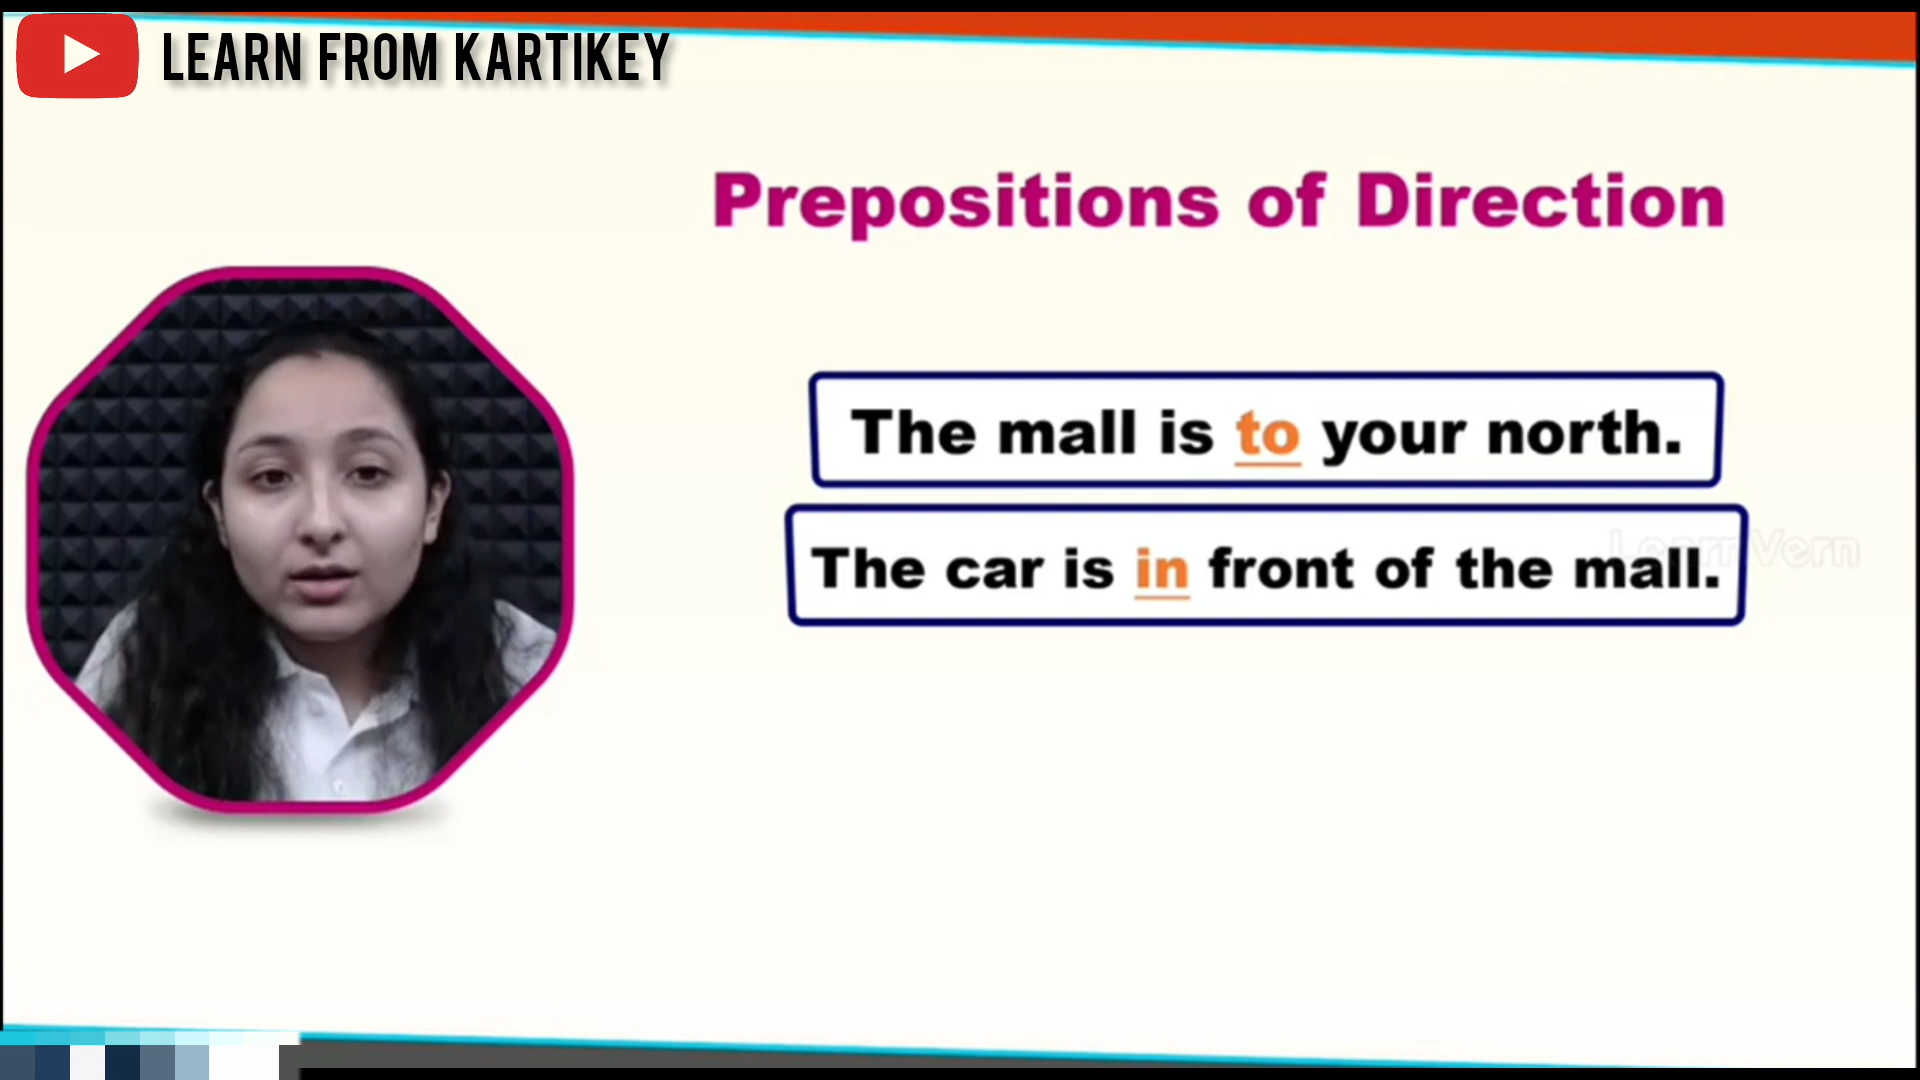 LEARN FROM KARTIKEY
Prepositions of Direction
The mall is to your north.
The car is in front of the mall.
LearnVern